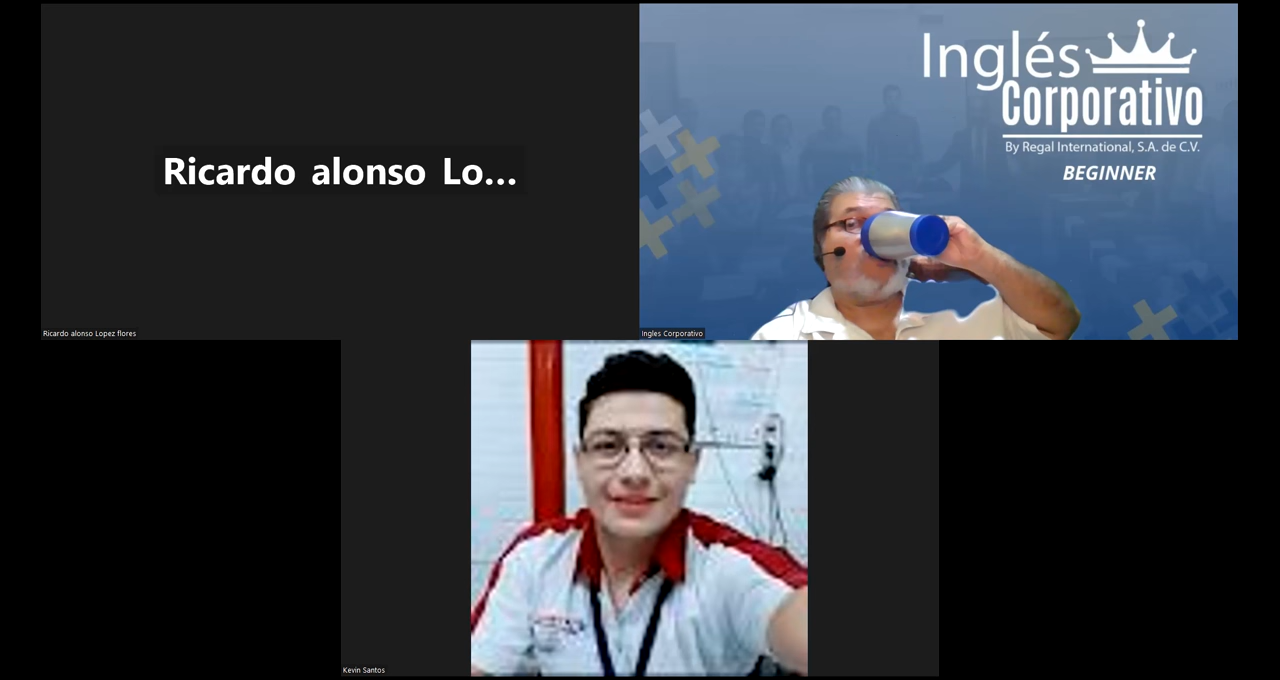 Ricardo alonso Lo...
Ricardo alonso Lopez flores
Inglés
Corporativo
By Regal International, S.A. de C.V.
BEGINNER
Ingles Corporativo
Kevin Santos